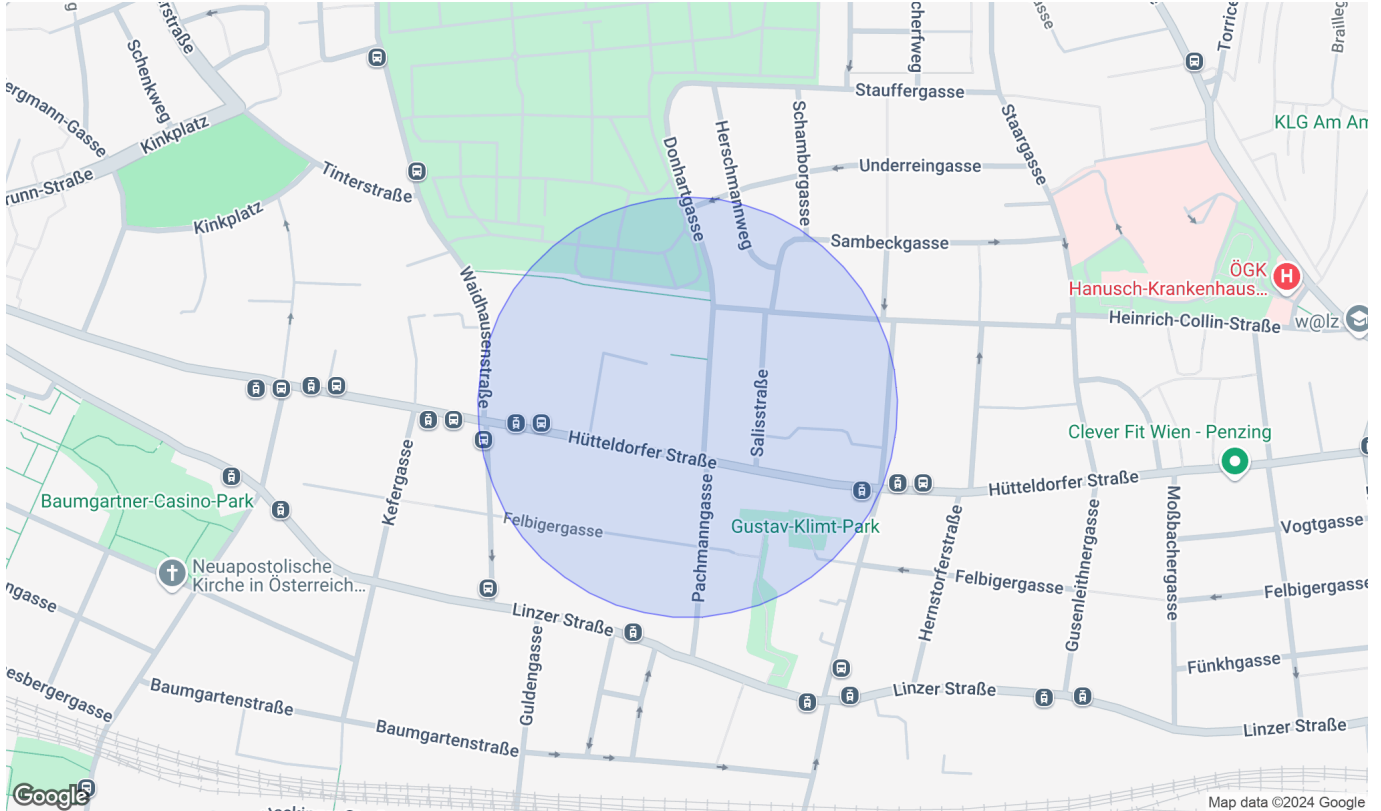 Schenkweg
Kinkplatz
Kinkplatz
Tinterstraße
Donhartgasse
Herschmannweg
Schamborgasse
Stauffergasse
Staargasse
Underreingasse
Sambeckgasse
KLG Am Am
ÖGK
Hanusch-Krankenhaus...
Heinrich-Collin-Straße
w@lz
Waidhausenstraße
Salisstraße
Hütteldorfer Straße
Clever Fit Wien - Penzing
Hütteldorfer Straße
Baumgartner-Casino-Park
Kefergasse
Felbigergasse
Pachmanngasse
Gustav-Klimt-Park
Hernstorferstraße
Gusenleithnergasse
Moßbachergasse
Vogtgasse
Felbigergasse
Felbigergasse
Neuapostolische
Kirche in Österreich...
Linzer Straße
Guldengasse
Fünkhgasse
Linzer Straße
Linzer Straße
Baumgartenstraße
Baumgartenstraße
Google
Map data ©2024 Google